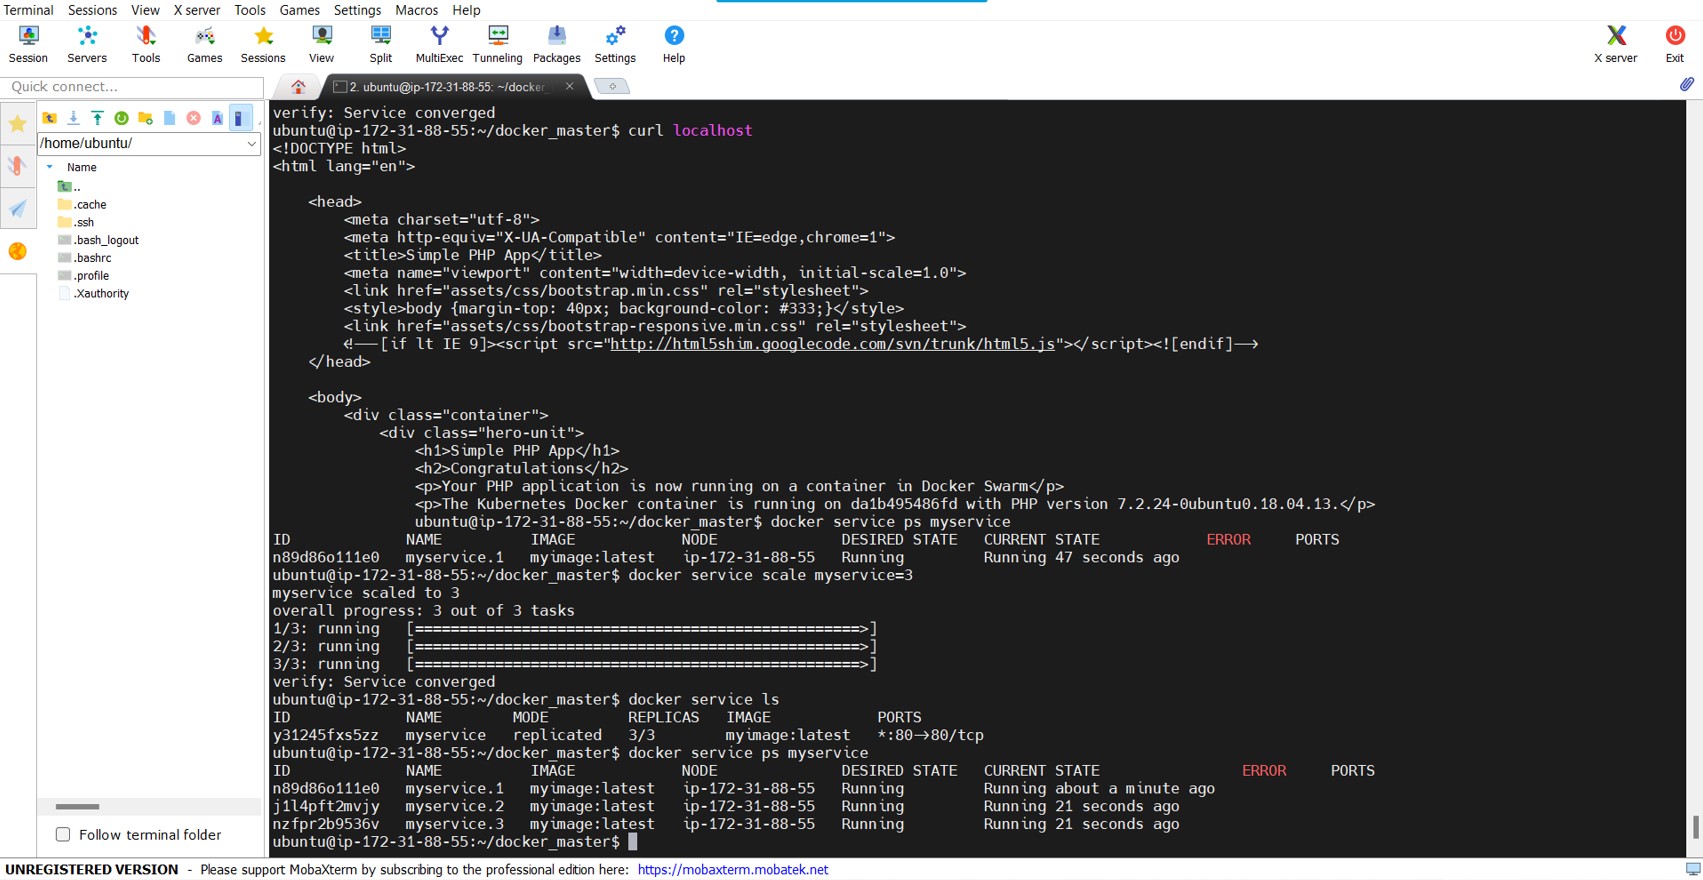 Terminal Sessions View X server Tools Games Settings Macros Help
Session Servers Tools Games Sessions View Split MultiExec Tunneling Packages Settings Help X server Exit
Quick connect...
2. ubuntu@ip-172-31-88-55: ~/docker_
/home/ubuntu/
Name
..
.cache
.ssh
.bash_logout
.bashrc
.profile
.Xauthority
Follow terminal folder
verify: Service converged
ubuntu@ip-172-31-88-55:~/docker_master$ curl localhost
<!DOCTYPE html>
<html lang="en">
<head>
<meta charset="utf-8">
<meta http-equiv="X-UA-Compatible" content="IE=edge,chrome=1">
<title>Simple PHP App</title>
<meta name="viewport" content="width=device-width, initial-scale=1.0">
<link href="assets/css/bootstrap.min.css" rel="stylesheet">
<style>body {margin-top: 40px; background-color: #333;}</style>
<link href="assets/css/bootstrap-responsive.min.css" rel="stylesheet">
<!--[if lt IE 9]><script src="http://html5shim.googlecode.com/svn/trunk/html5.js"></script><![endif]-->
</head>
<body>
<div class="container">
<div class="hero-unit">
<h1>Simple PHP App</h1>
<h2>Congratulations</h2>
<p>Your PHP application is now running on a container in Docker Swarm</p>
<p>The Kubernetes Docker container is running on da1b495486fd with PHP version 7.2.24-0ubuntu0.18.04.13.</p>
ubuntu@ip-172-31-88-55:~/docker_master$ docker service ps myservice
ID NAME IMAGE NODE DESIRED STATE CURRENT STATE ERROR PORTS
n89d86o111e0 myservice.1 myimage:latest ip-172-31-88-55 Running Running 47 seconds ago
ubuntu@ip-172-31-88-55:~/docker_master$ docker service scale myservice=3
myservice scaled to 3
overall progress: 3 out of 3 tasks
1/3: running [==================================================>]
2/3: running [==================================================>]
3/3: running [==================================================>]
verify: Service converged
ubuntu@ip-172-31-88-55:~/docker_master$ docker service ls
ID NAME MODE REPLICAS IMAGE PORTS
y31245fxs5zz myservice replicated 3/3 myimage:latest *:80->80/tcp
ubuntu@ip-172-31-88-55:~/docker_master$ docker service ps myservice
ID NAME IMAGE NODE DESIRED STATE CURRENT STATE ERROR PORTS
n89d86o111e0 myservice.1 myimage:latest ip-172-31-88-55 Running Running about a minute ago
j1l4pft2mvjy myservice.2 myimage:latest ip-172-31-88-55 Running Running 21 seconds ago
nzfpr2b9536v myservice.3 myimage:latest ip-172-31-88-55 Running Running 21 seconds ago
ubuntu@ip-172-31-88-55:~/docker_master$
UNREGISTERED VERSION - Please support MobaXterm by subscribing to the professional edition here: https://mobaxterm.mobatek.net